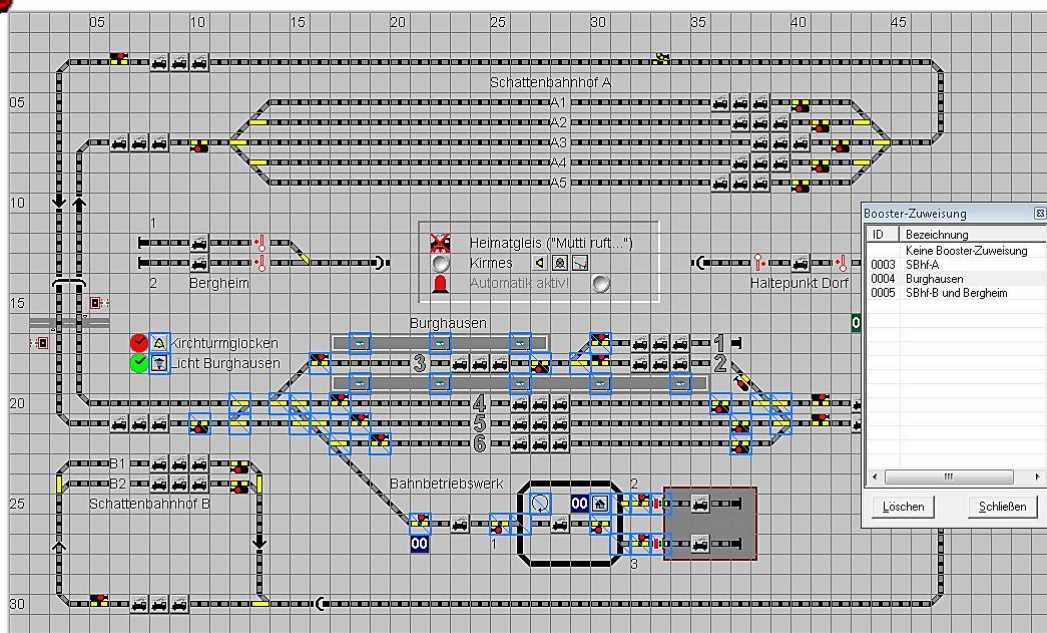 05 10 15 20 25 30 35 40 45
Schattenbahnhof A
05
A1
A2
A3
A4
A5
10
1
2 Bergheim
Heimatgleis ("Mutti ruft...")
Kirmes
Automatik aktiv!
Haltepunkt Dorf
Booster-Zuweisung
ID Bezeichnung
Keine Booster-Zuweisung
0003 SBhf-A
0004 Burghausen
0005 SBhf-B und Bergheim
Löschen Schließen
15
0
Burghausen
Kirchturmglocken
1
Licht Burghausen
3
2
20
4
5
6
B1
B2
Schattenbahnhof B
Bahnbetriebswerk
2
25
00
00
1
3
30